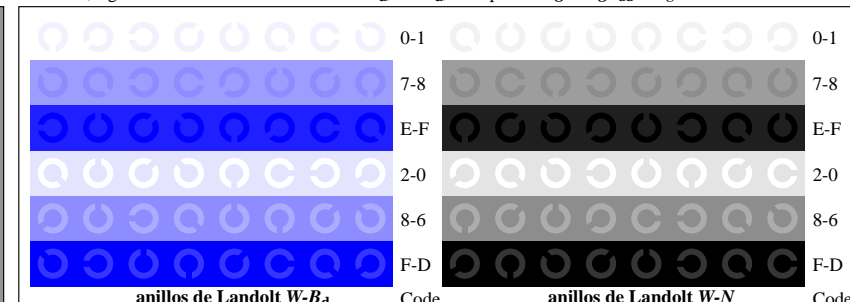 0-1 0-1
7-8 7-8
E-F E-F
2-0 2-0
8-6 8-6
F-D F-D
anillos de Landolt W-Bd Code anillos de Landolt W-N Code